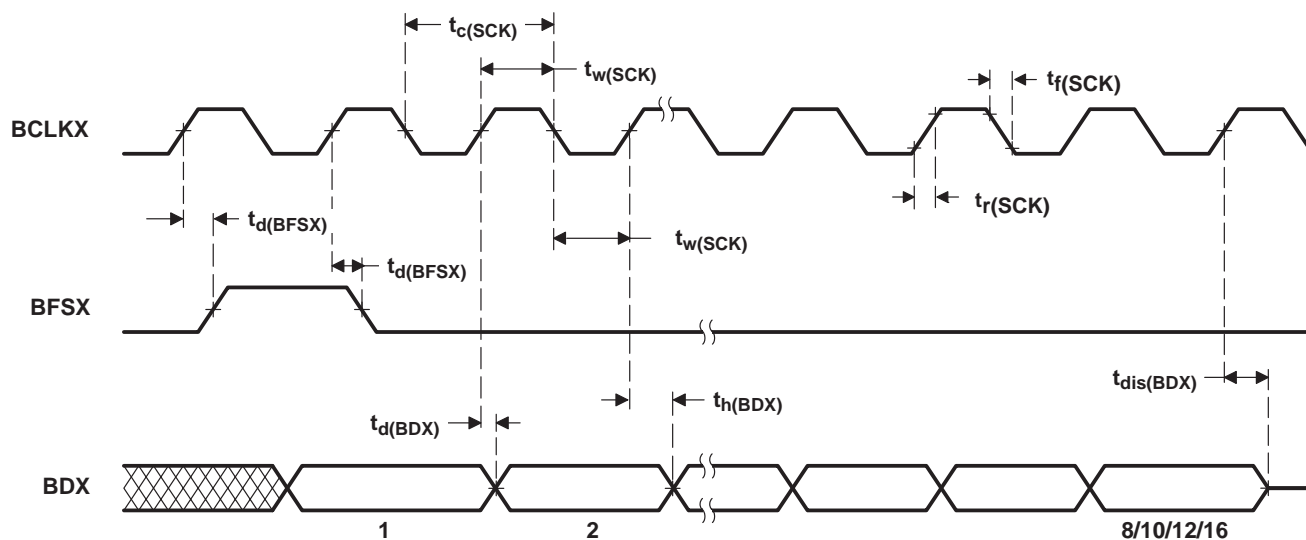 tc(SCK)
tw(SCK)
tf(SCK)
BCLKX
tr(SCK)
td(BFSX)
tw(SCK)
td(BFSX)
BFSX
tdis(BDX)
th(BDX)
td(BDX)
BDX
1
2
8/10/12/16